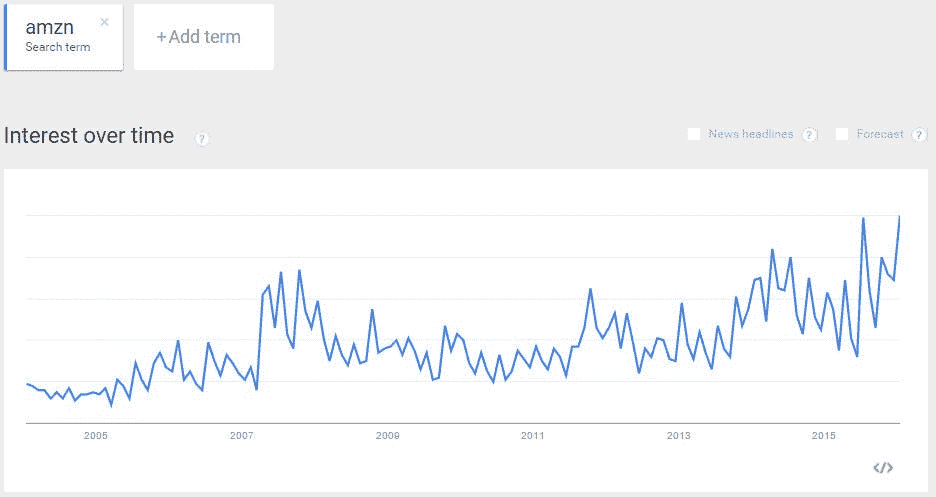 amzn ×
Search term
+Add term
Interest over time ?
News headlines ? Forecast ?
2005 2007 2009 2011 2013 2015
</>